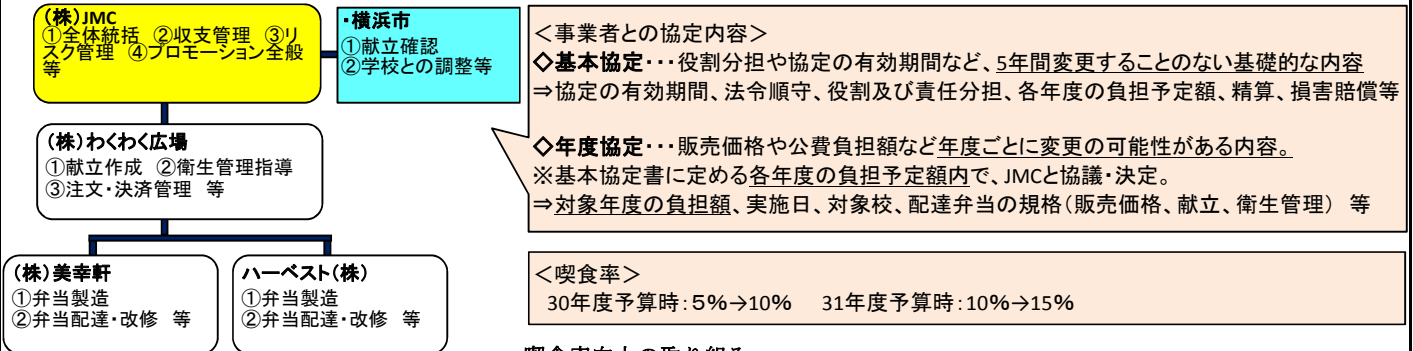 (株)JMC
①全体統括 ②収支管理 ③リ
スク管理 ④プロモーション全般
等
・横浜市
①献立確認
②学校との調整等
(株)わくわく広場
①献立作成 ②衛生管理指導
③注文・決済管理 等
(株)美幸軒
①弁当製造
②弁当配達・改修 等
ハーベスト(株)
①弁当製造
②弁当配達・改修 等
<事業者との協定内容>
◇基本協定・・・役割分担や協定の有効期間など、5年間変更することのない基礎的な内容
⇒協定の有効期間、法令順守、役割及び責任分担、各年度の負担予定額、精算、損害賠償等
◇年度協定・・・販売価格や公費負担額など年度ごとに変更の可能性がある内容。
※基本協定書に定める各年度の負担予定額内で、JMCと協議・決定。
⇒対象年度の負担額、実施日、対象校、配達弁当の規格(販売価格、献立、衛生管理) 等
<喫食率>
30年度予算時:5%→10% 31年度予算時:10%→15%